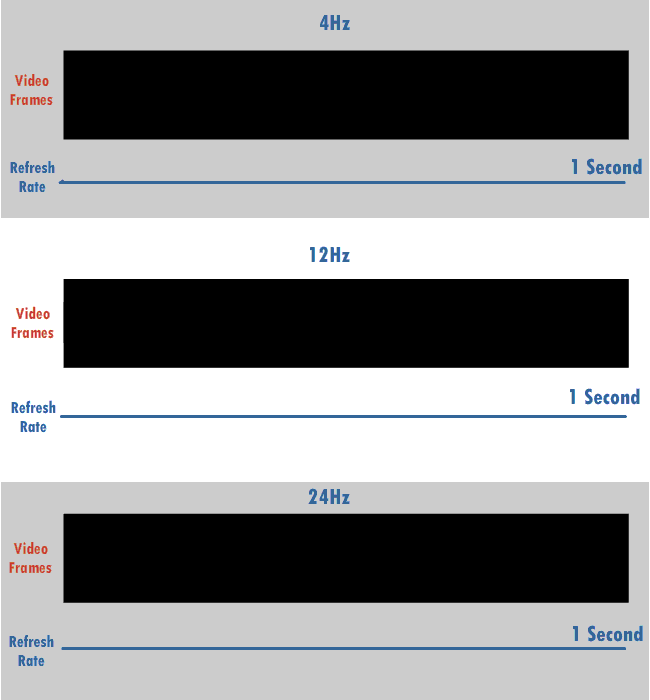 4Hz
Video
Frames
1 Second
Refresh
Rate
12Hz
Video
Frames
1 Second
Refresh
Rate
24Hz
Video
Frames
1 Second
Refresh
Rate